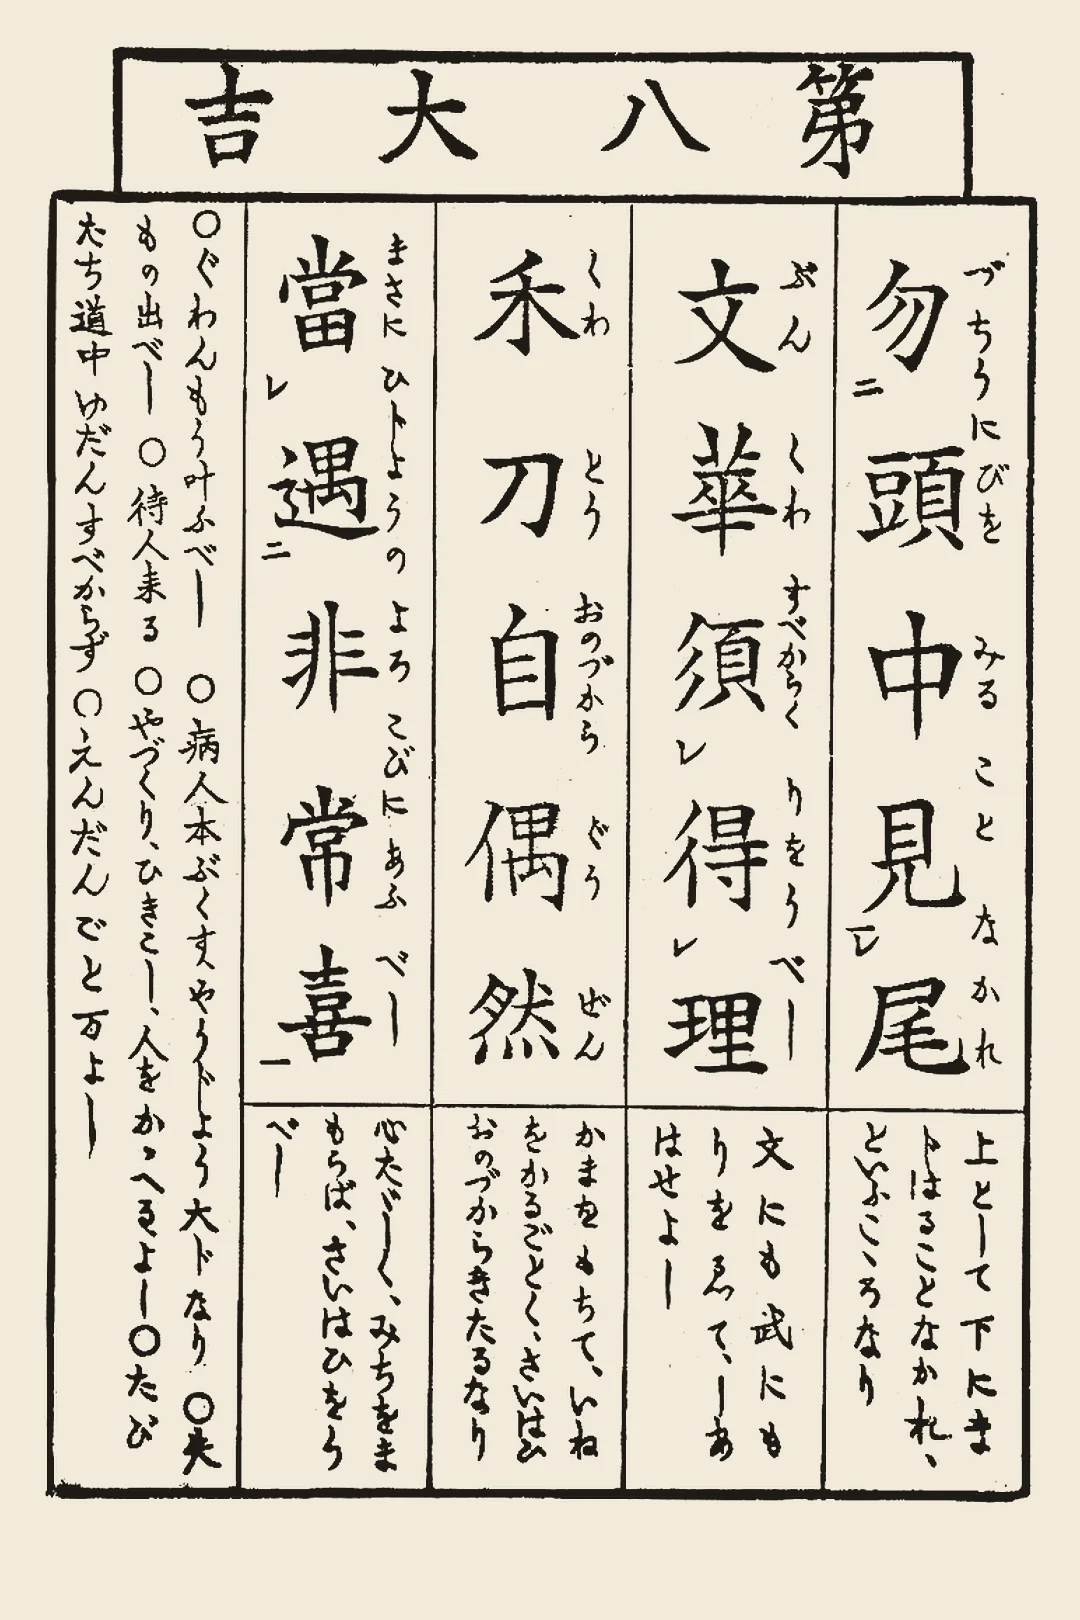 第八大吉
勿頭中見尾
づちうにびを みる こと なかれ
二 レ
上として下にま
じはることなかれ、
といふこゝろなり
文華須得理
ぶんくわ すべからく りをうべし
レ レ
文にも武にも
りをゑて、しあ
はせよし
禾刀自偶然
くわとう おのづから ぐうぜん
かまをもちて、いね
をかるごとく、さいはひ
おのづからきたるなり
當遇非常喜
まさに ひじようの よろこびに あふべし
レ 二 一
心たゞしく、みちをま
もらば、さいはひをう
べし
○ぐわんもう叶ふべし ○病人本ぶくす、やうじよう大じなり ○失
もの出べし ○待人来る ○やづくり、ひきこし、人をかゝへるよし○たび
たち道中ゆだんすべからず ○えんだんごと万よし